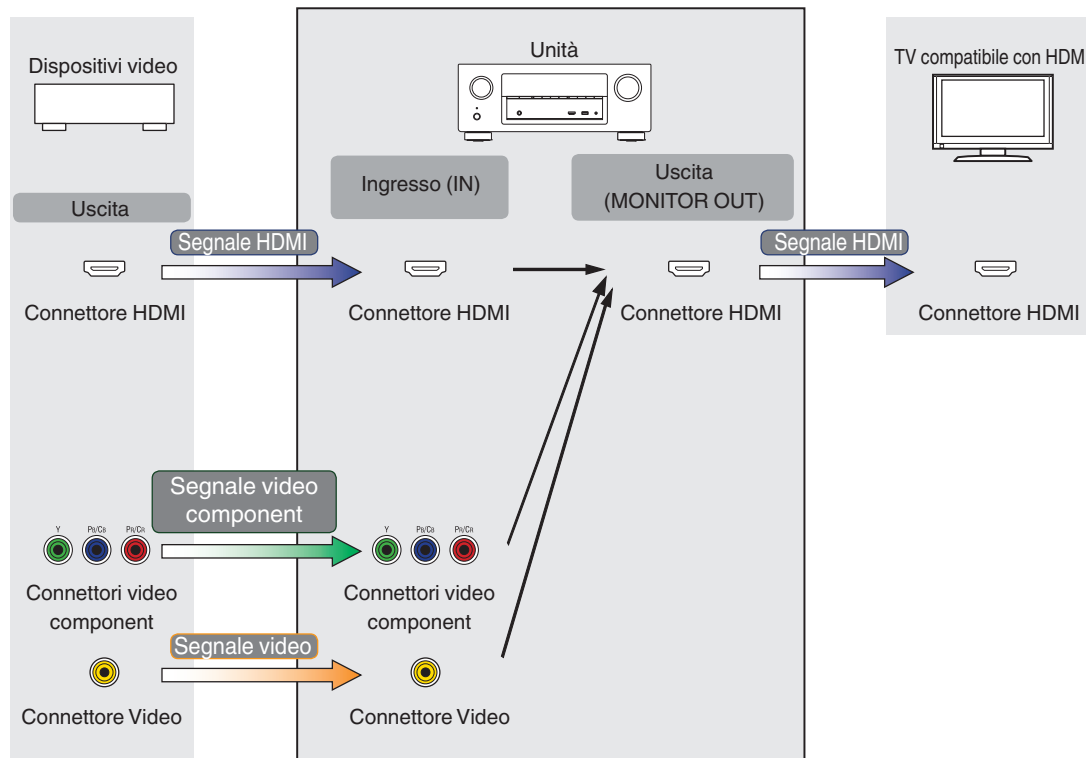 Unità
Dispositivi video
TV compatibile con HDM
Ingresso (IN)
Uscita
(MONITOR OUT)
Uscita
Segnale HDMI
Segnale HDMI
Connettore HDMI
Connettore HDMI
Connettore HDMI
Connettore HDMI
Segnale video
component
Y PB/CB PR/CR
Y PB/CB PR/CR
Connettori video
component
Connettori video
component
Segnale video
Connettore Video
Connettore Video